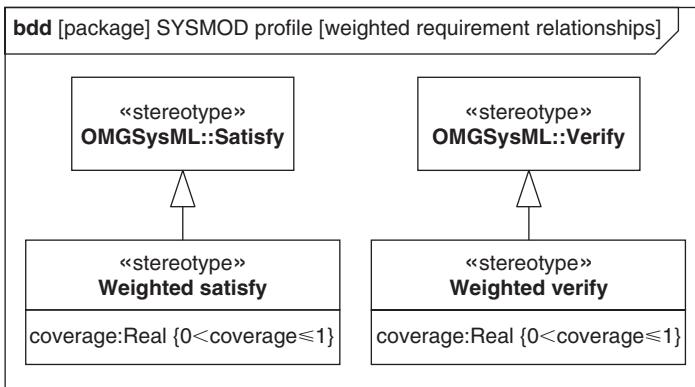 bdd [package] SYSMOD profile [weighted requirement relationships]
«stereotype»
OMGSysML::Satisfy
«stereotype»
OMGSysML::Verify
«stereotype»
Weighted satisfy
coverage:Real {0<coverage⩽1}
«stereotype»
Weighted verify
coverage:Real {0<coverage⩽1}